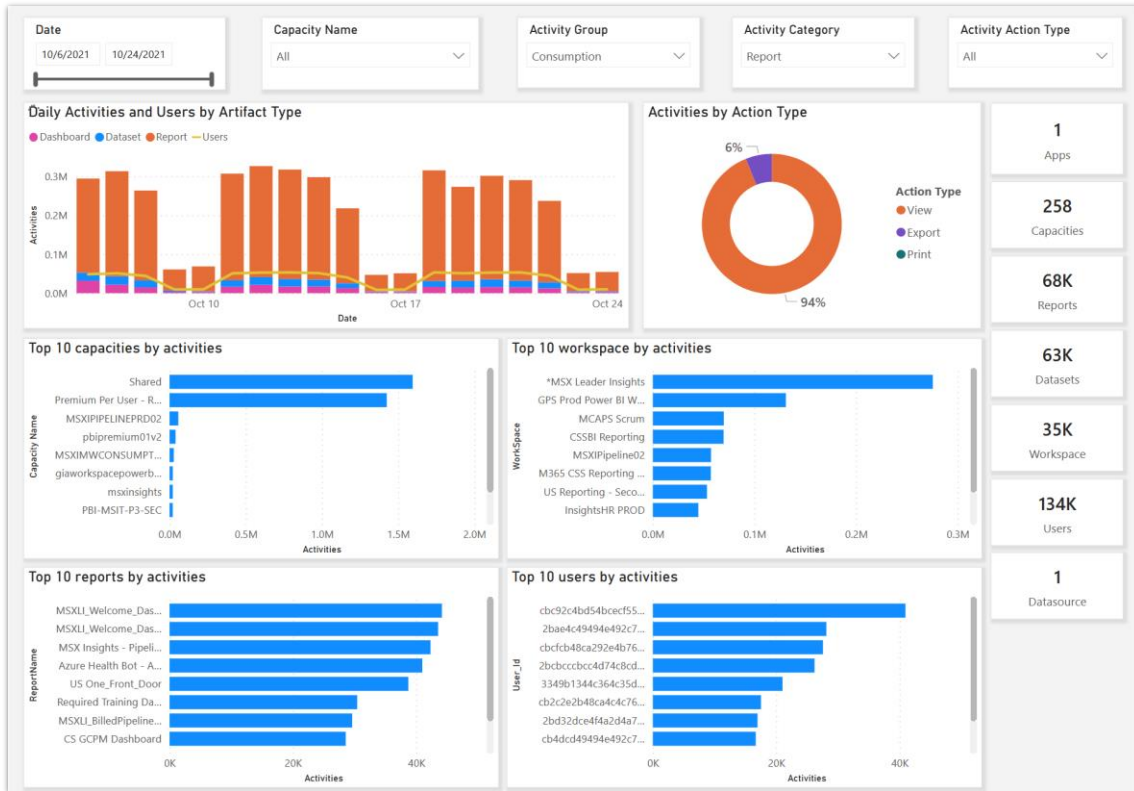 Date
10/6/2021 10/24/2021
Capacity Name
All
Activity Group
Consumption
Activity Category
Report
Activity Action Type
All
Daily Activities and Users by Artifact Type
Dashboard Dataset Report Users
0.3M
0.2M
0.1M
0.0M
Activities
Oct 10 Oct 17 Oct 24
Date
Activities by Action Type
6%
94%
Action Type
View
Export
Print
1
Apps
258
Capacities
68K
Reports
63K
Datasets
35K
Workspace
134K
Users
1
Datasource
Top 10 capacities by activities
Capacity Name
Shared
Premium Per User - R...
MSXIPIPELINEPRD02
pbipremium01v2
MSXIMWCONSUMPT...
giaworkspacepowerb...
msxinsights
PBI-MSIT-P3-SEC
0.0M 0.5M 1.0M 1.5M 2.0M
Activities
Top 10 workspace by activities
WorkSpace
*MSX Leader Insights
GPS Prod Power BI W...
MCAPS Scrum
CSSBI Reporting
MSXIPipeline02
M365 CSS Reporting ...
US Reporting - Seco...
InsightsHR PROD
0.0M 0.1M 0.2M 0.3M
Activities
Top 10 reports by activities
ReportName
MSXLI_Welcome_Das...
MSXLI_Welcome_Das...
MSX Insights - Pipeli...
Azure Health Bot - A...
US One_Front_Door
Required Training Da...
MSXLI_BilledPipeline...
CS GCPM Dashboard
0K 20K 40K
Activities
Top 10 users by activities
User_Id
cbc92c4bd54bcecf55...
2bae4c49494e492c7...
cbcfcb48ca292e4b76...
2bcbcccbcc4d74c8cd...
3349b1344c364c35d...
cb2c2e2b48ca4c4c76...
2bd32dce4f4a2d4a7...
cb4dcd49494e492c7...
0K 20K 40K
Activities